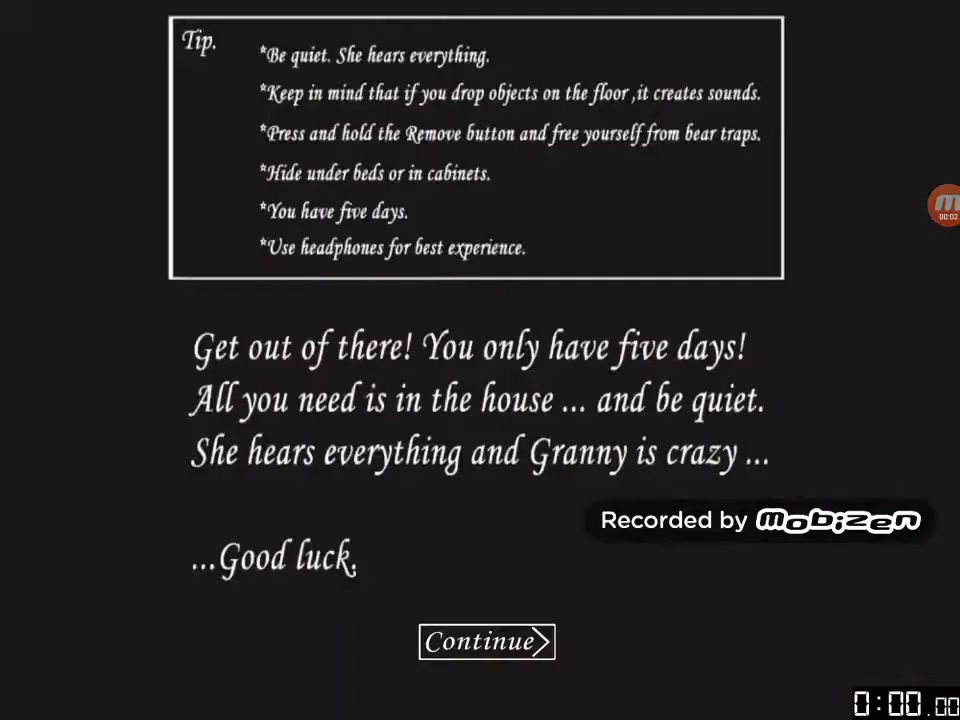 Tip.
*Be quiet. She hears everything.
*Keep in mind that if you drop objects on the floor ,it creates sounds.
*Press and hold the Remove button and free yourself from bear traps.
*Hide under beds or in cabinets.
*You have five days.
*Use headphones for best experience.
00:02
Get out of there! You only have five days!
All you need is in the house ... and be quiet.
She hears everything and Granny is crazy ...
Recorded by mobizen
...Good luck.
Continue
0:00.00